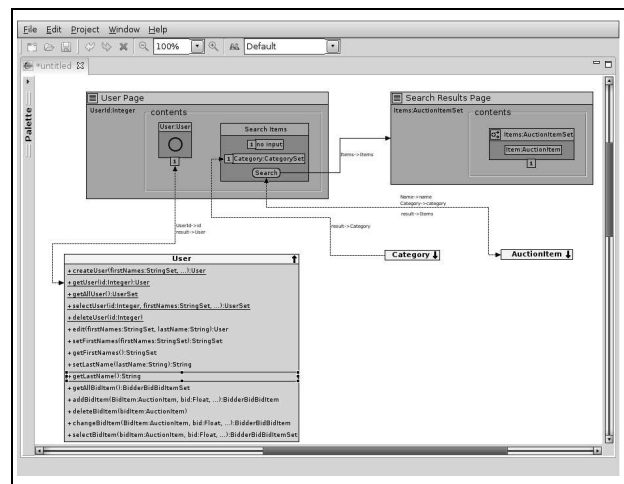 File Edit Project Window Help
100% Default
*untitled
Palette
User Page
UserId:Integer
contents
User:User
1
Search Items
1 no input
1 Category:CategorySet
Search
Items->Items
Search Results Page
Items:AuctionItemSet
contents
Items:AuctionItemSet
Item:AuctionItem
1
Name->name
Category->category
result->Items
UserId->id
result->User
result->Category
Category
AuctionItem
User
+ createUser(firstNames:StringSet, ...):User
+ getUser(id:Integer):User
+ getAllUser():UserSet
+ selectUser(id:Integer, firstNames:StringSet, ...):UserSet
+ deleteUser(id:Integer)
+ edit(firstNames:StringSet, lastName:String):User
+ setFirstNames(firstNames:StringSet):StringSet
+ getFirstNames():StringSet
+ setLastName(lastName:String):String
+ getLastName():String
+ getAllBidItem():BidderBidBidItemSet
+ addBidItem(BidItem:AuctionItem, bid:Float, ...):BidderBidBidItem
+ deleteBidItem(bidItem:AuctionItem)
+ changeBidItem(BidItem:AuctionItem, bid:Float, ...):BidderBidBidItem
+ selectBidItem(bidItem:AuctionItem, bid:Float, ...):BidderBidBidItemSet